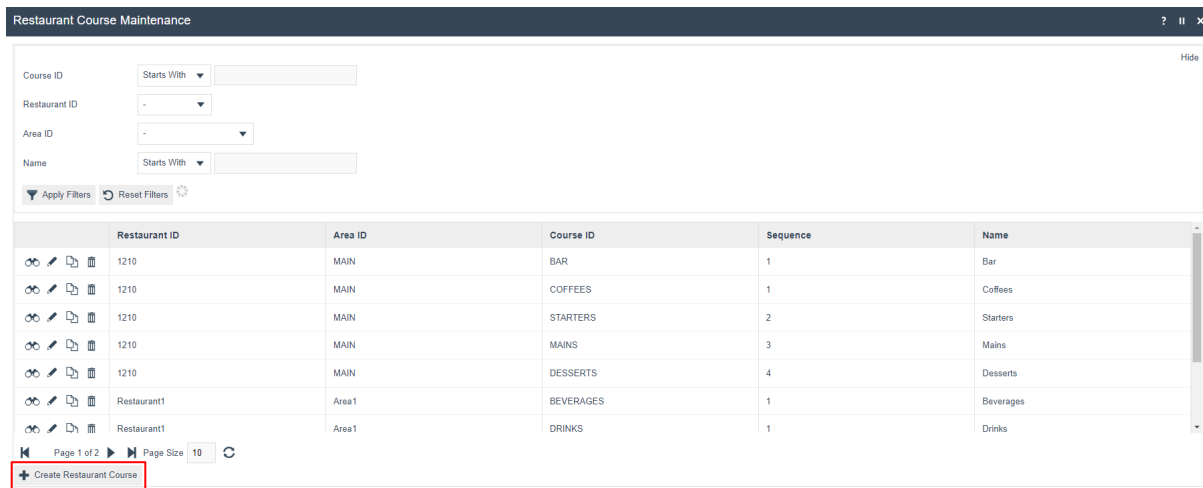 Restaurant Course Maintenance ? x
Hide
Course ID Starts With
Restaurant ID -
Area ID -
Name Starts With
Apply Filters Reset Filters
Restaurant ID Area ID Course ID Sequence Name
1210 MAIN BAR 1 Bar
1210 MAIN COFFEES 1 Coffees
1210 MAIN STARTERS 2 Starters
1210 MAIN MAINS 3 Mains
1210 MAIN DESSERTS 4 Desserts
Restaurant1 Area1 BEVERAGES 1 Beverages
Restaurant1 Area1 DRINKS 1 Drinks
Page 1 of 2 Page Size 10
Create Restaurant Course